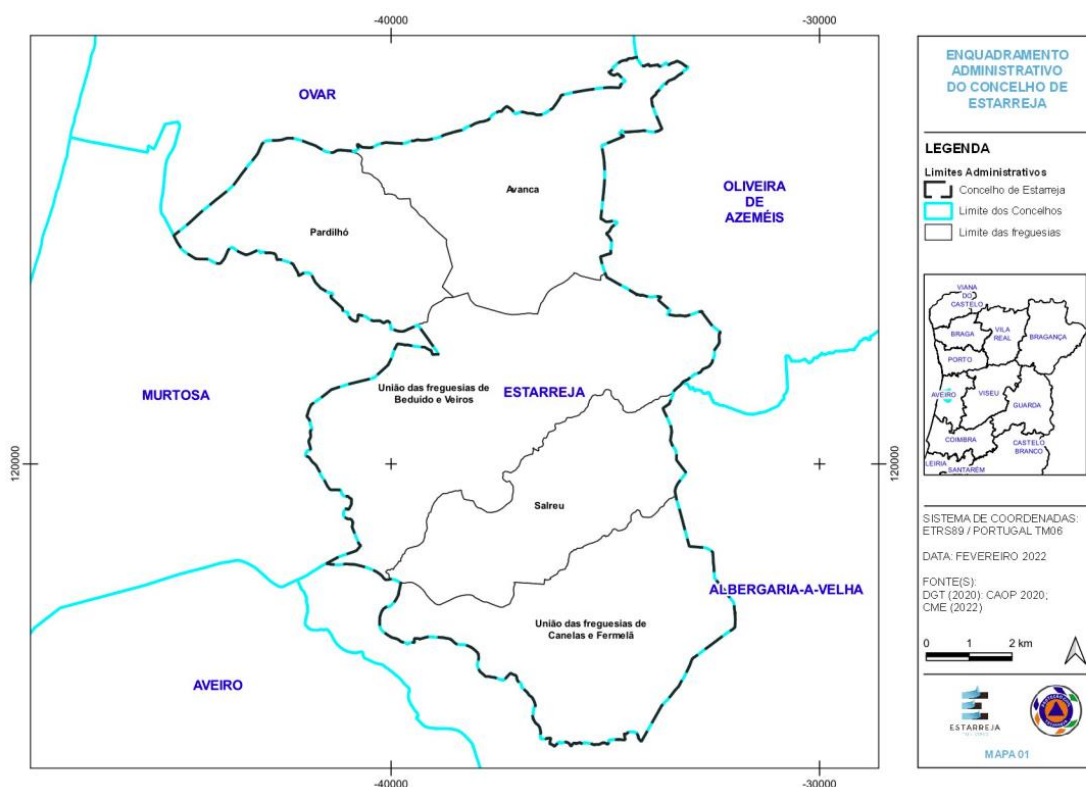 -40000
-30000
OVAR
Avanca
OLIVEIRA
DE
AZEMÉIS
Pardilhó
MURTOSA
União das freguesias de
Beduído e Veiros
ESTARREJA
120000
120000
Salreu
ALBERGARIA-A-VELHA
União das freguesias de
Canelas e Fermelã
AVEIRO
-40000
-30000
ENQUADRAMENTO
ADMINISTRATIVO
DO CONCELHO DE
ESTARREJA
LEGENDA
Limites Administrativos
Concelho de Estarreja
Limite dos Concelhos
Limite das freguesias
VIANA
DO
CASTELO
BRAGA
VILA
REAL
BRAGANÇA
PORTO
AVEIRO
VISEU
GUARDA
COIMBRA
CASTELO
BRANCO
LEIRIA
SANTARÉM
SISTEMA DE COORDENADAS:
ETRS89 / PORTUGAL TM06
DATA: FEVEREIRO 2022
FONTE(S):
DGT (2020): CAOP 2020;
CME (2022)
0 1 2 km
ESTARREJA
MAPA 01